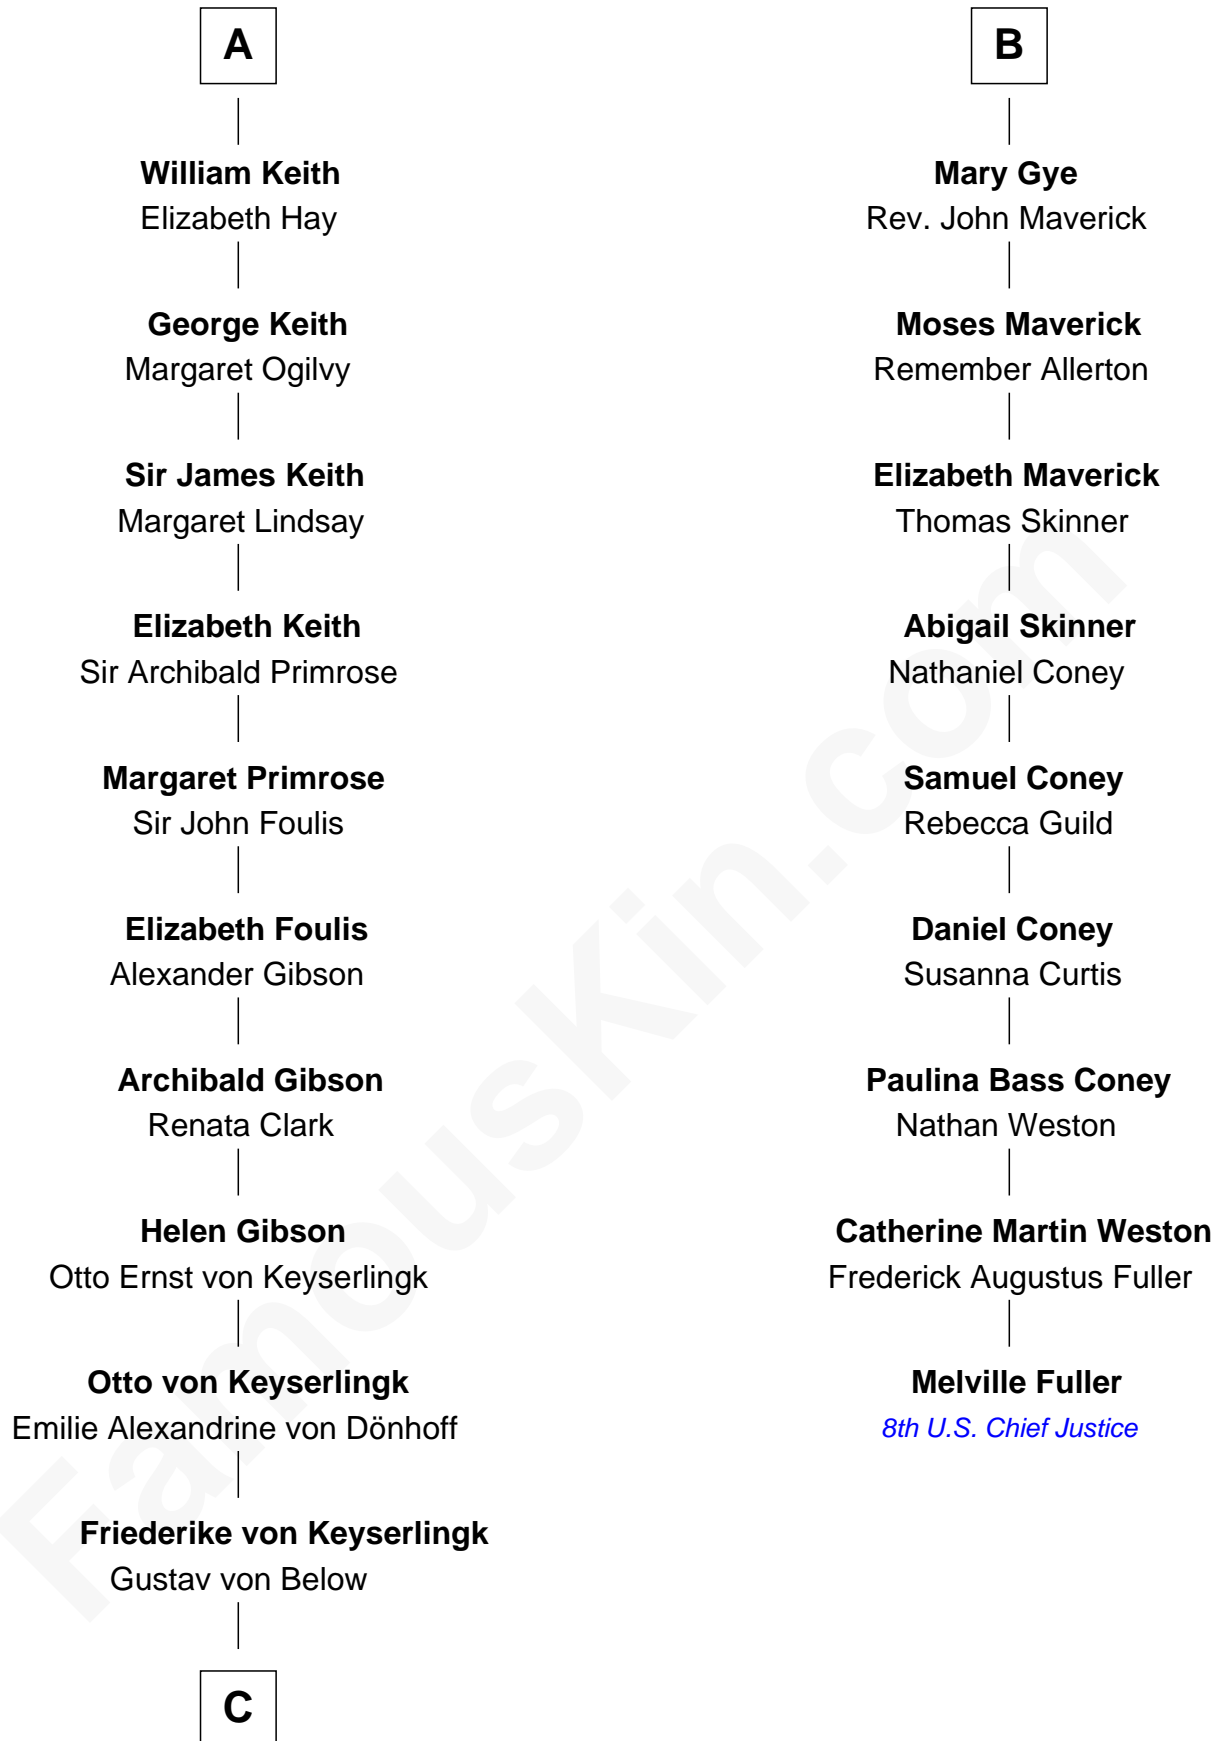 A
William Keith
Elizabeth Hay
George Keith
Margaret Ogilvy
Sir James Keith
Margaret Lindsay
Elizabeth Keith
Sir Archibald Primrose
Margaret Primrose
Sir John Foulis
Elizabeth Foulis
Alexander Gibson
Archibald Gibson
Renata Clark
Helen Gibson
Otto Ernst von Keyserlingk
Otto von Keyserlingk
Emilie Alexandrine von Dönhoff
Friederike von Keyserlingk
Gustav von Below
C
B
Mary Gye
Rev. John Maverick
Moses Maverick
Remember Allerton
Elizabeth Maverick
Thomas Skinner
Abigail Skinner
Nathaniel Coney
Samuel Coney
Rebecca Guild
Daniel Coney
Susanna Curtis
Paulina Bass Coney
Nathan Weston
Catherine Martin Weston
Frederick Augustus Fuller
Melville Fuller
8th U.S. Chief Justice
FamousKin.com